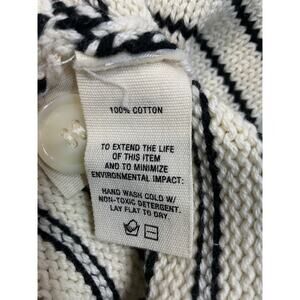 100% COTTON
TO EXTEND THE LIFE
OF THIS ITEM
AND TO MINIMIZE
ENVIRONMENTAL IMPACT:
HAND WASH COLD W/
NON-TOXIC DETERGENT.
LAY FLAT TO DRY.